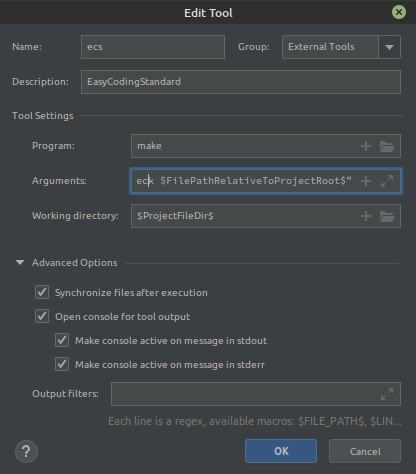 Edit Tool
Name: ecs Group: External Tools
Description: EasyCodingStandard
Tool Settings
Program: make
Arguments: eck $FilePathRelativeToProjectRoot$"
Working directory: $ProjectFileDir$
Advanced Options
Synchronize files after execution
Open console for tool output
Make console active on message in stdout
Make console active on message in stderr
Output filters:
Each line is a regex, available macros: $FILE_PATH$, $LIN...
? OK Cancel